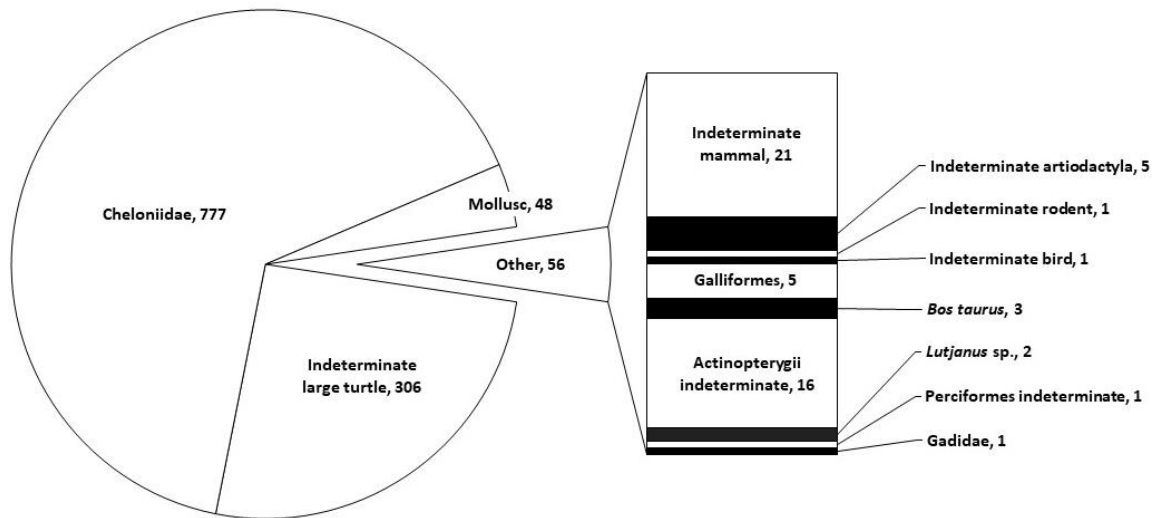 Cheloniidae, 777
Mollusc, 48
Other, 56
Indeterminate
large turtle, 306
Indeterminate
mammal, 21
Indeterminate artiodactyla, 5
Indeterminate rodent, 1
Indeterminate bird, 1
Galliformes, 5
Bos taurus, 3
Actinopterygii
indeterminate, 16
Lutjanus sp., 2
Perciformes indeterminate, 1
Gadidae, 1